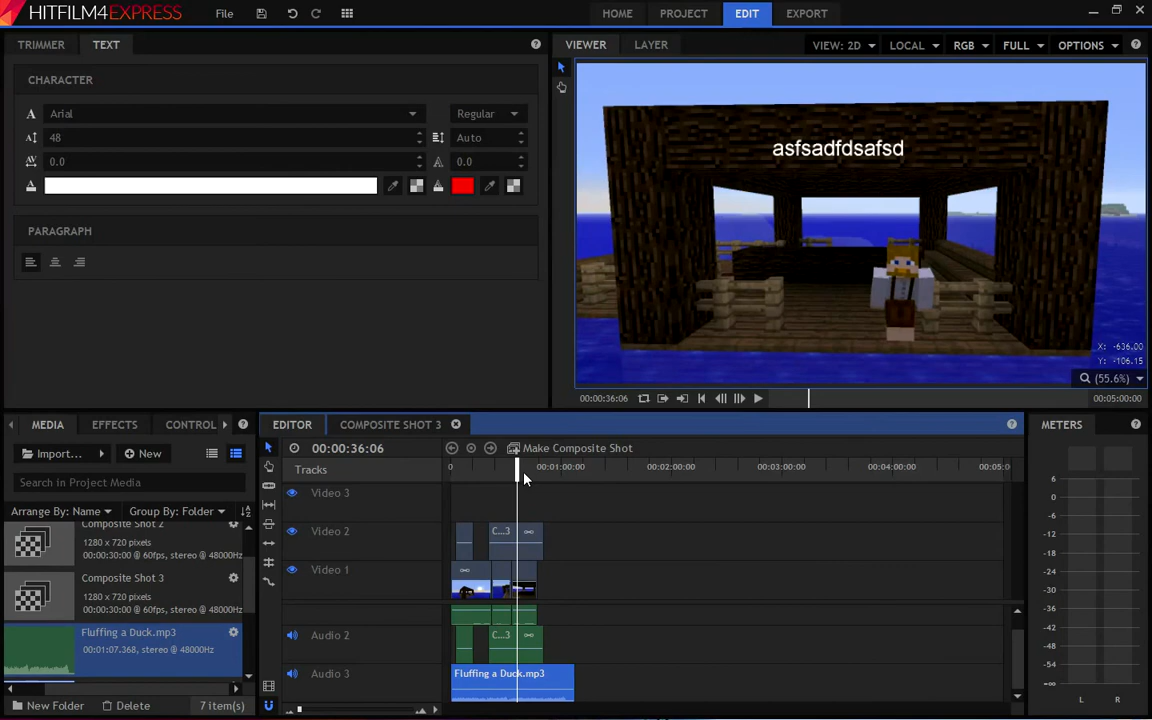 HITFILM4EXPRESS File HOME PROJECT EDIT EXPORT
TRIMMER TEXT
CHARACTER
Arial Regular
48 Auto
0.0 0.0
PARAGRAPH
VIEWER LAYER VIEW: 2D LOCAL RGB FULL OPTIONS
asfsadfdsafsd
X: -636.00
Y: -106.15
(55.6%)
00:00:36:06 00:05:00:00
MEDIA EFFECTS CONTROL
Import... New
Search in Project Media
Arrange By: Name Group By: Folder
Composite Shot 2
1280 x 720 pixels
00:00:30:00 @ 60fps, stereo @ 48000Hz
Composite Shot 3
1280 x 720 pixels
00:00:30:00 @ 60fps, stereo @ 48000Hz
Fluffing a Duck.mp3
00:01:07.368, stereo @ 48000Hz
New Folder Delete 7 item(s)
EDITOR COMPOSITE SHOT 3
00:00:36:06 Make Composite Shot
Tracks 0 00:01:00:00 00:02:00:00 00:03:00:00 00:04:00:00 00:05:0
Video 3
Video 2 C...3
Video 1
Audio 2 C...3
Audio 3 Fluffing a Duck.mp3
METERS
6
0
-6
-12
-18
-24
-30
-36
-42
-48
-54
-∞
L R